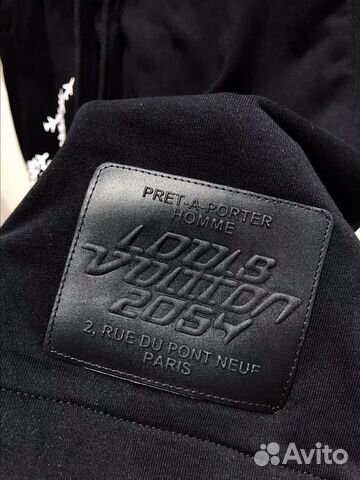 PRET-A-PORTER
HOMME
LOUIS
VUITTON
2054
2, RUE DU PONT NEUF
PARIS
Avito